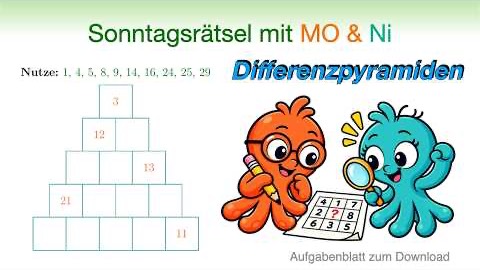 Sonntagsrätsel mit MO & Ni
Nutze: 1, 4, 5, 8, 9, 14, 16, 24, 25, 29
Differenzpyramiden
3
12
13
21
11
4 1 7
2 ? 8
6 3 5
Aufgabenblatt zum Download